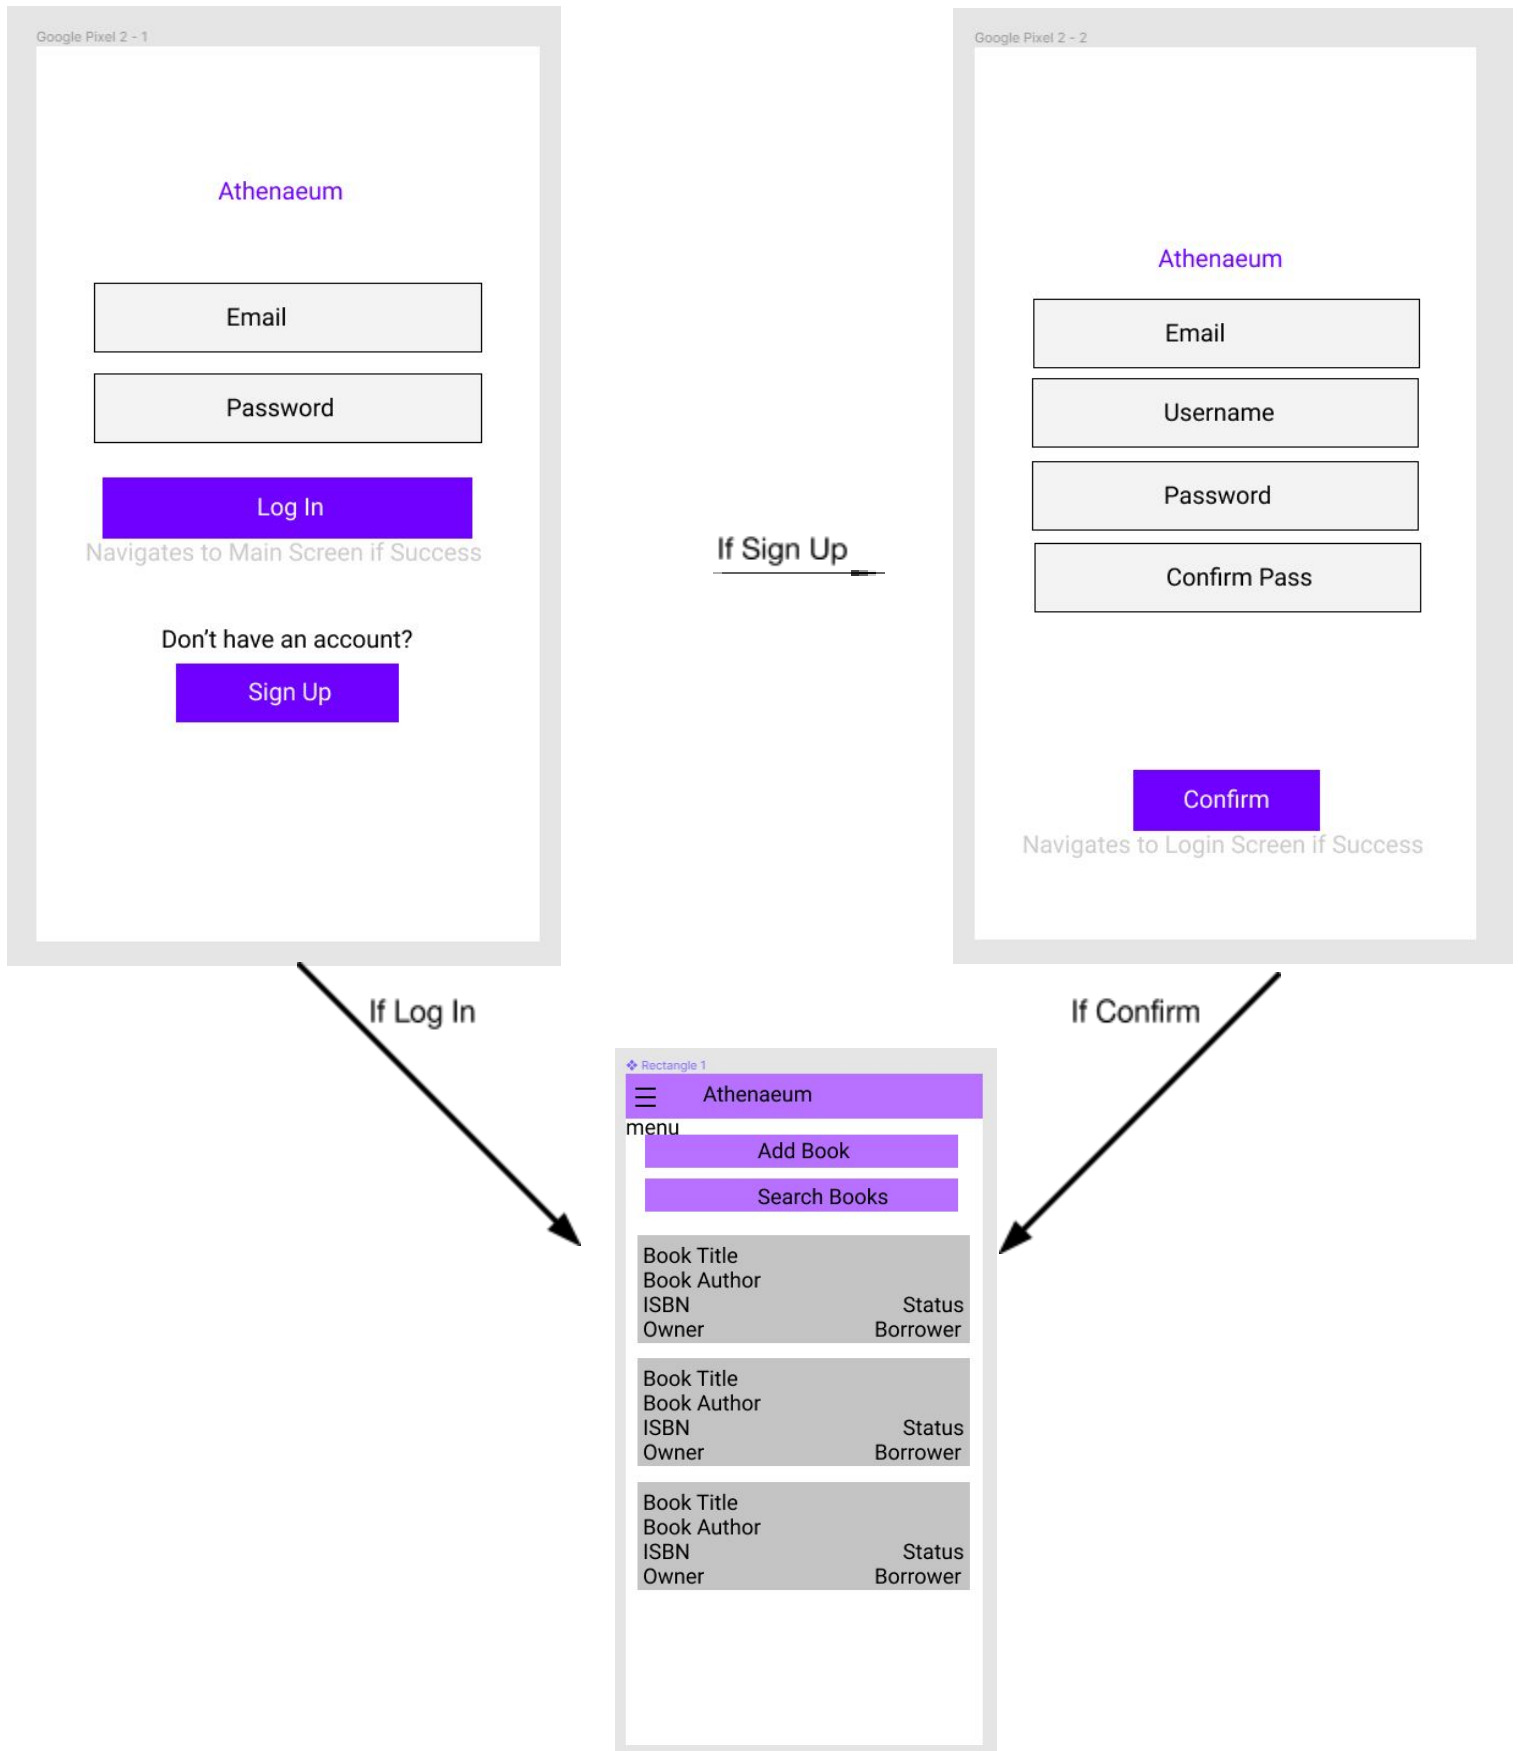 Google Pixel 2 - 1
Athenaeum
Email
Password
Log In
Navigates to Main Screen if Success
Don't have an account?
Sign Up
If Sign Up
Google Pixel 2 - 2
Athenaeum
Email
Username
Password
Confirm Pass
Confirm
Navigates to Login Screen if Success
If Log In
If Confirm
Rectangle 1
Athenaeum
menu
Add Book
Search Books
Book Title
Book Author
ISBN Status
Owner Borrower
Book Title
Book Author
ISBN Status
Owner Borrower
Book Title
Book Author
ISBN Status
Owner Borrower